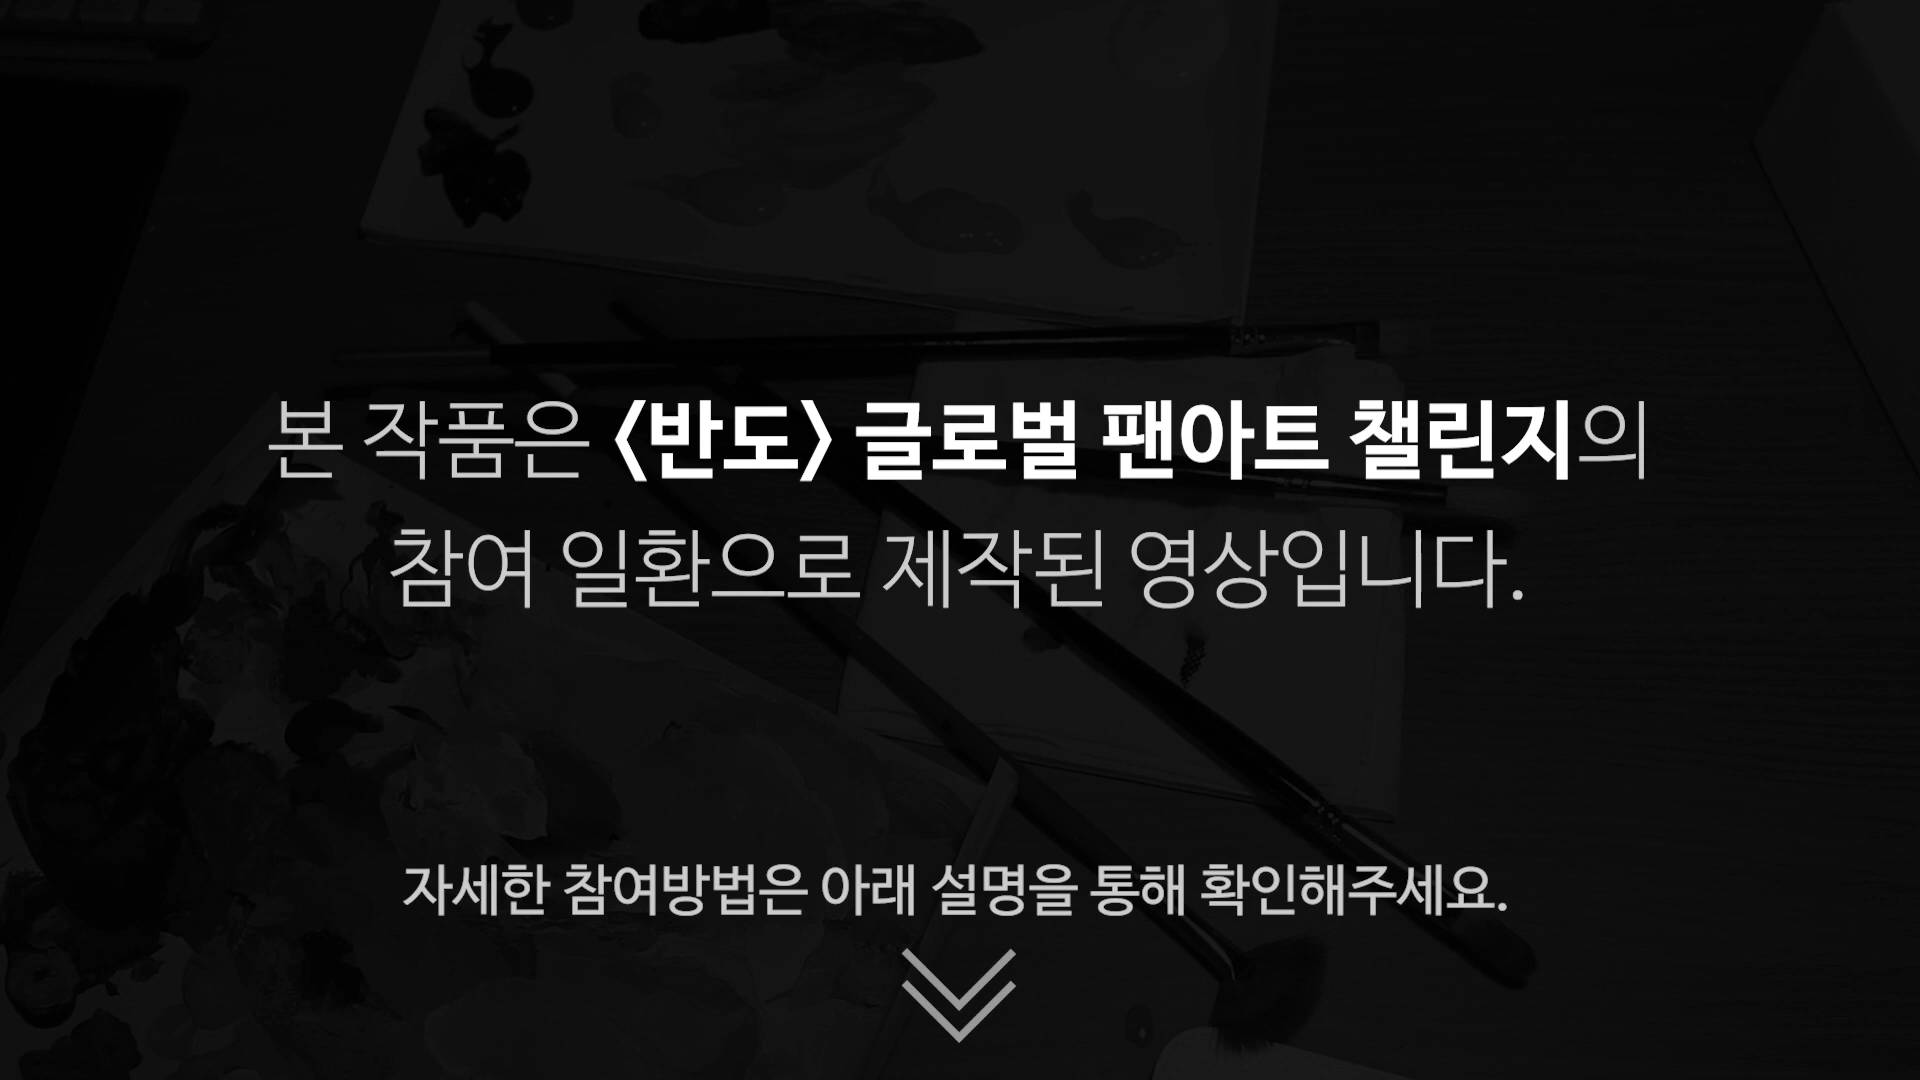 본 작품은 <반도> 글로벌 팬아트 챌린지의
참여 일환으로 제작된 영상입니다.
자세한 참여방법은 아래 설명을 통해 확인해주세요.